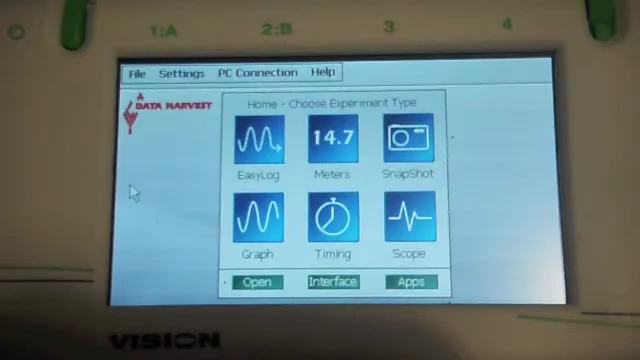 1:A 2:B 3 4
File Settings PC Connection Help
DATA HARVEST
Home - Choose Experiment Type
14.7
EasyLog Meters SnapShot
Graph Timing Scope
Open Interface Apps
VISION